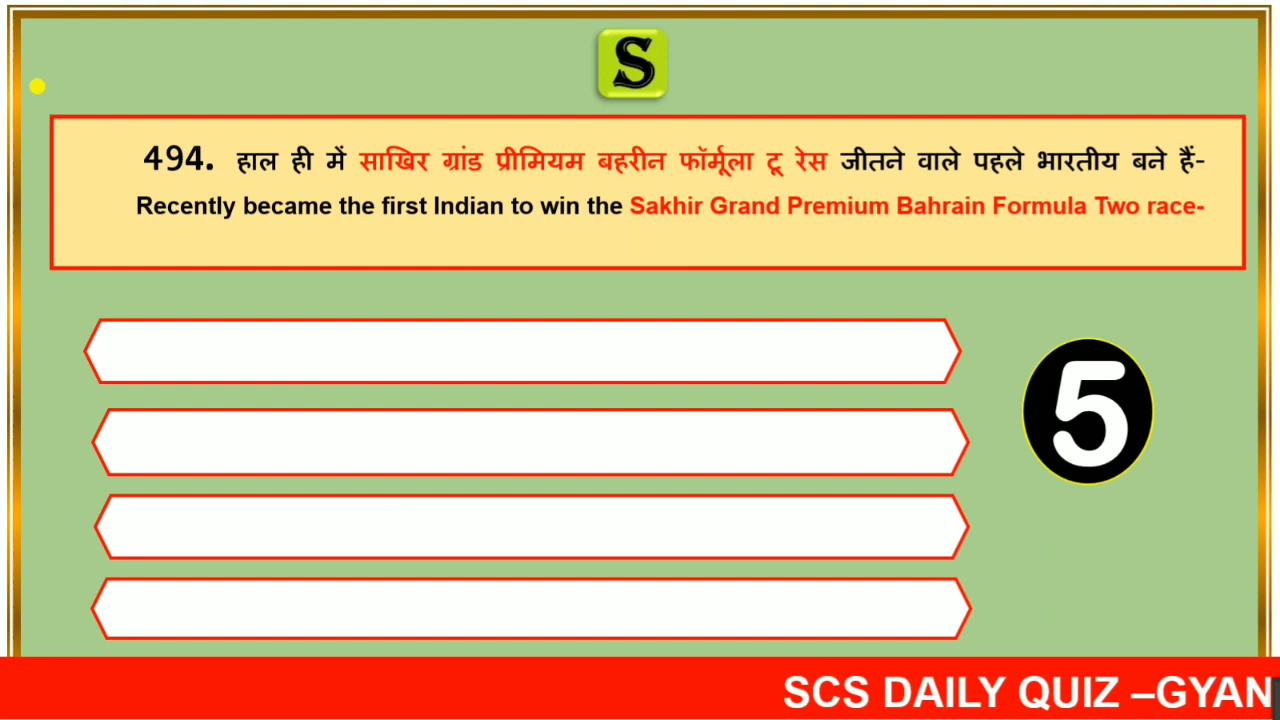 S
494. हाल ही में साखिर ग्रांड प्रीमियम बहरीन फॉर्मूला टू रेस जीतने वाले पहले भारतीय बने हैं-
Recently became the first Indian to win the Sakhir Grand Premium Bahrain Formula Two race-
5
SCS DAILY QUIZ –GYAN